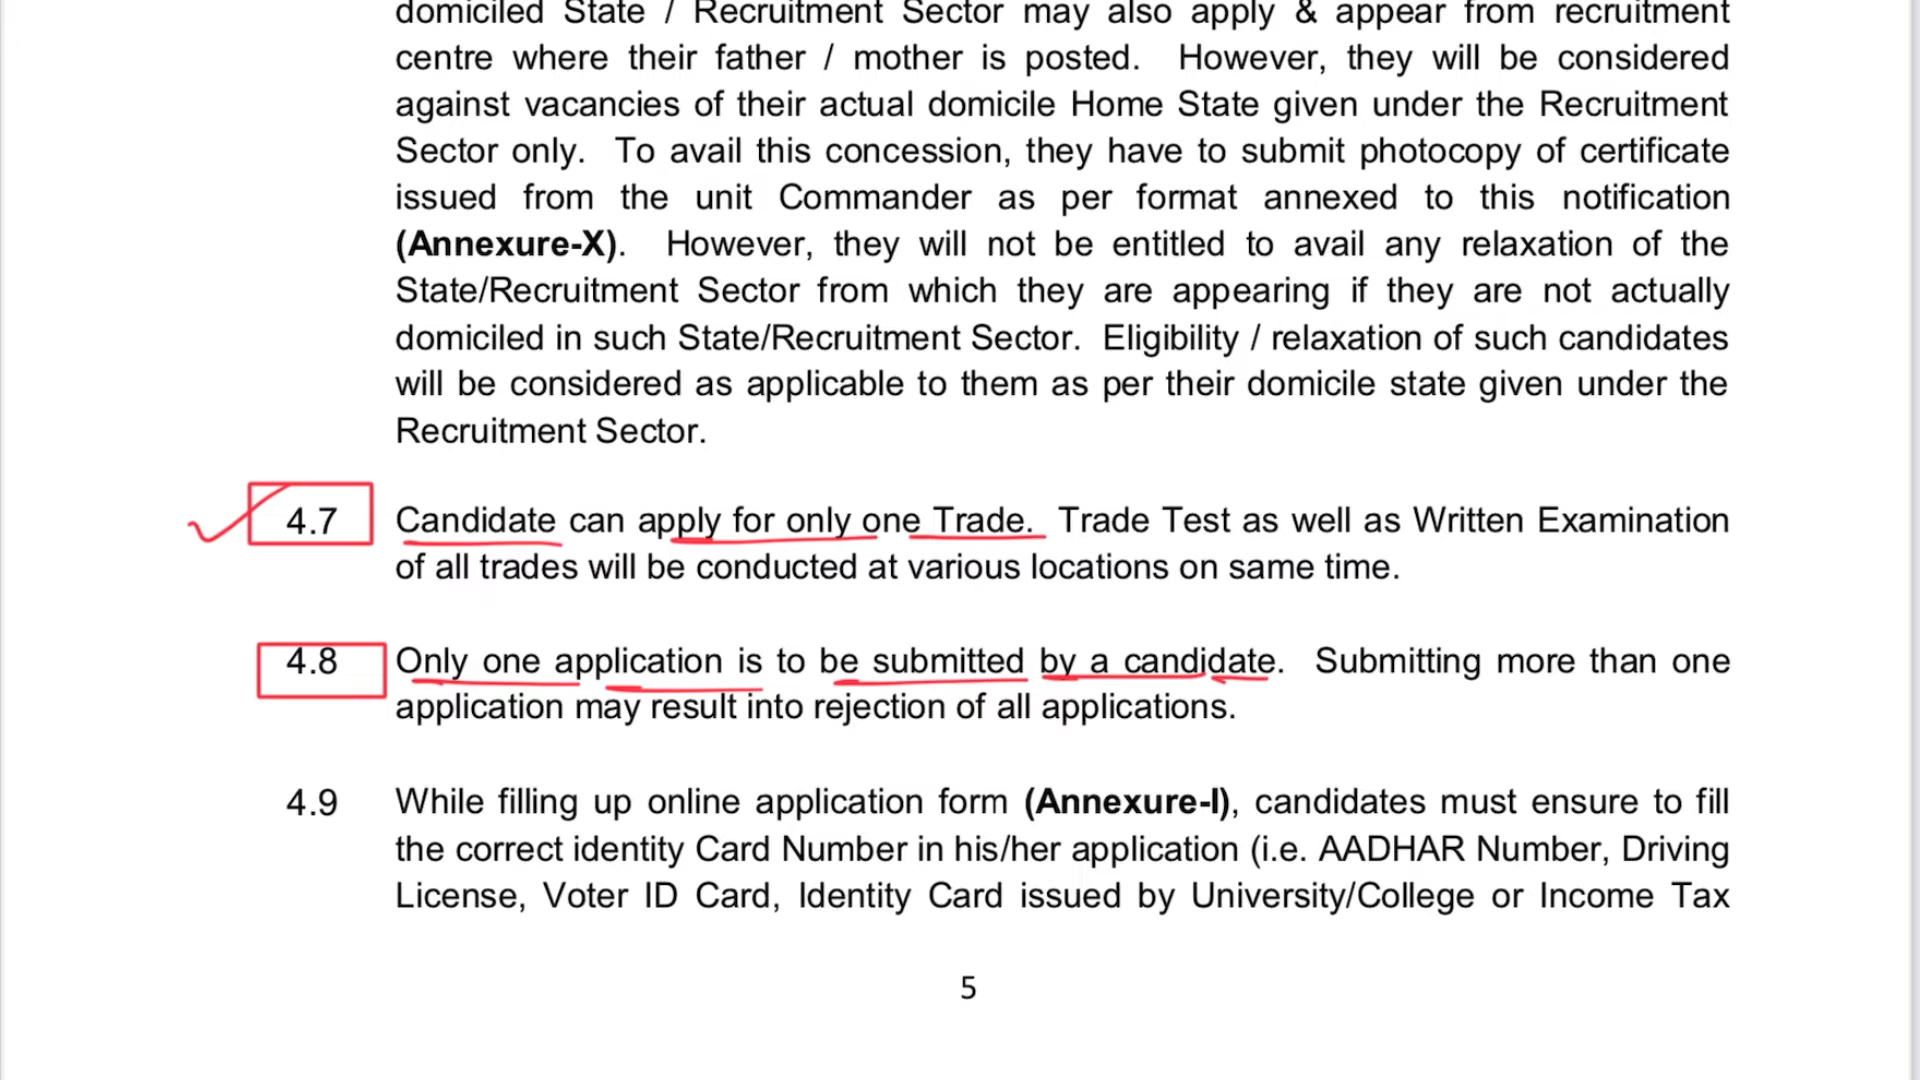 domiciled State / Recruitment Sector may also apply & appear from recruitment
centre where their father / mother is posted. However, they will be considered
against vacancies of their actual domicile Home State given under the Recruitment
Sector only. To avail this concession, they have to submit photocopy of certificate
issued from the unit Commander as per format annexed to this notification
(Annexure-X). However, they will not be entitled to avail any relaxation of the
State/Recruitment Sector from which they are appearing if they are not actually
domiciled in such State/Recruitment Sector. Eligibility / relaxation of such candidates
will be considered as applicable to them as per their domicile state given under the
Recruitment Sector.
4.7 Candidate can apply for only one Trade. Trade Test as well as Written Examination
of all trades will be conducted at various locations on same time.
4.8 Only one application is to be submitted by a candidate. Submitting more than one
application may result into rejection of all applications.
4.9 While filling up online application form (Annexure-I), candidates must ensure to fill
the correct identity Card Number in his/her application (i.e. AADHAR Number, Driving
License, Voter ID Card, Identity Card issued by University/College or Income Tax
5